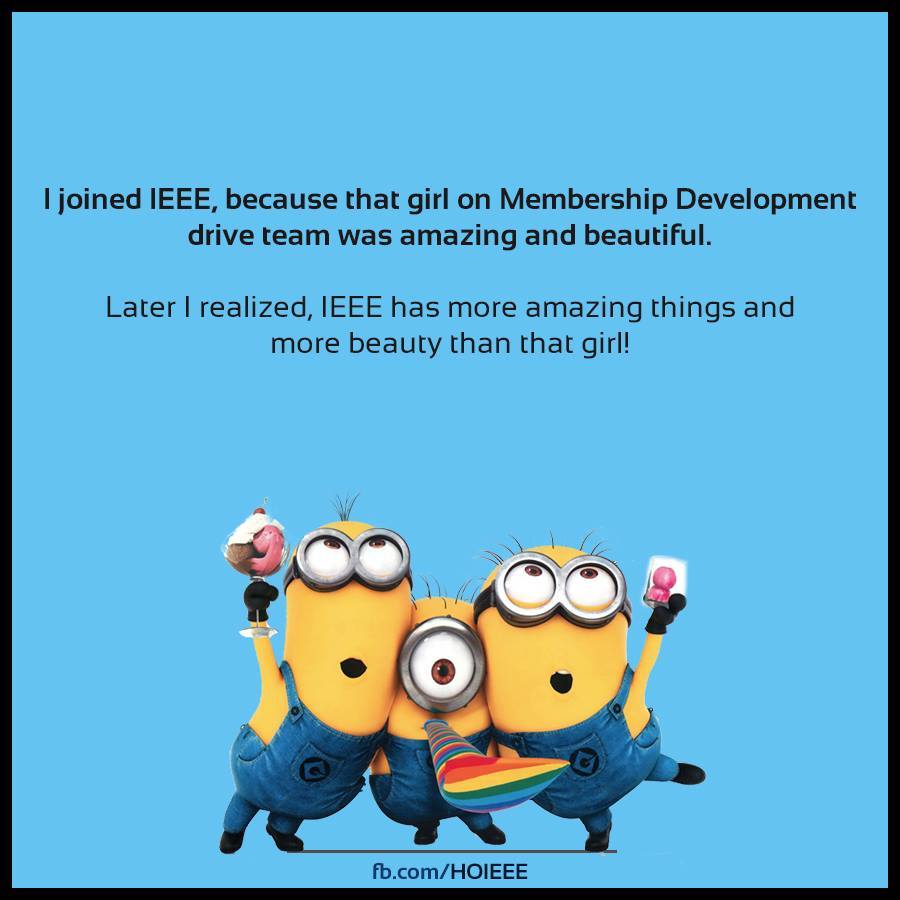 I joined IEEE, because that girl on Membership Development
drive team was amazing and beautiful.
Later I realized, IEEE has more amazing things and
more beauty than that girl!
fb.com/HOIEEE